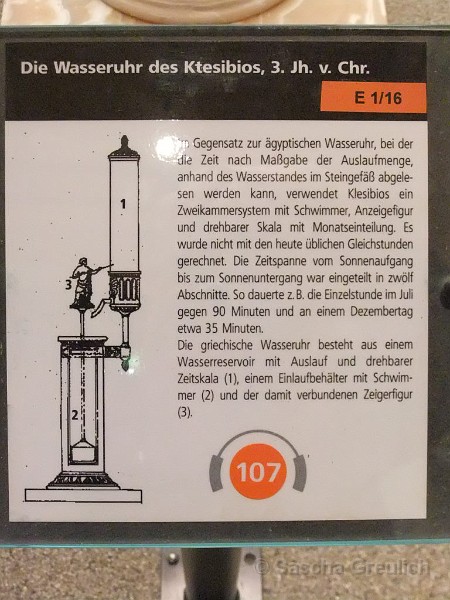 Die Wasseruhr des Ktesibios, 3. Jh. v. Chr.
E 1/16
Gegensatz zur ägyptischen Wasseruhr, bei der
die Zeit nach Maßgabe der Auslaufmenge,
anhand des Wasserstandes im Steingefäß abgele-
sen werden kann, verwendet Klesibios ein
Zweikammersystem mit Schwimmer, Anzeigefigur
und drehbarer Skala mit Monatseinteilung. Es
wurde nicht mit den heute üblichen Gleichstunden
gerechnet. Die Zeitspanne vom Sonnenaufgang
bis zum Sonnenuntergang war eingeteilt in zwölf
Abschnitte. So dauerte z.B. die Einzelstunde im Juli
gegen 90 Minuten und an einem Dezembertag
etwa 35 Minuten.
Die griechische Wasseruhr besteht aus einem
Wasserreservoir mit Auslauf und drehbarer
Zeitskala (1), einem Einlaufbehälter mit Schwim-
mer (2) und der damit verbundenen Zeigerfigur
(3).
1
3
2
107
© Sascha Greulich